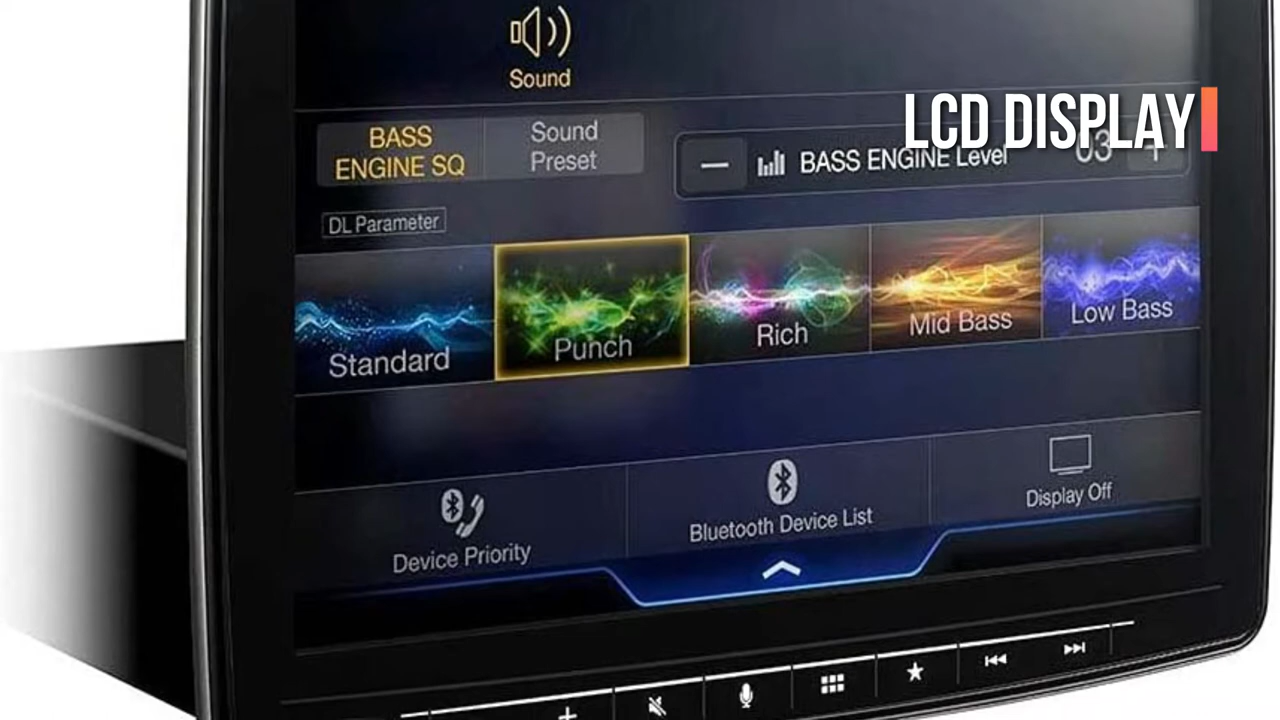 Sound
LCD DISPLAY
BASS
ENGINE SQ
Sound
Preset
BASS ENGINE Level
03
DL Parameter
Standard
Punch
Rich
Mid Bass
Low Bass
Device Priority
Bluetooth Device List
Display Off